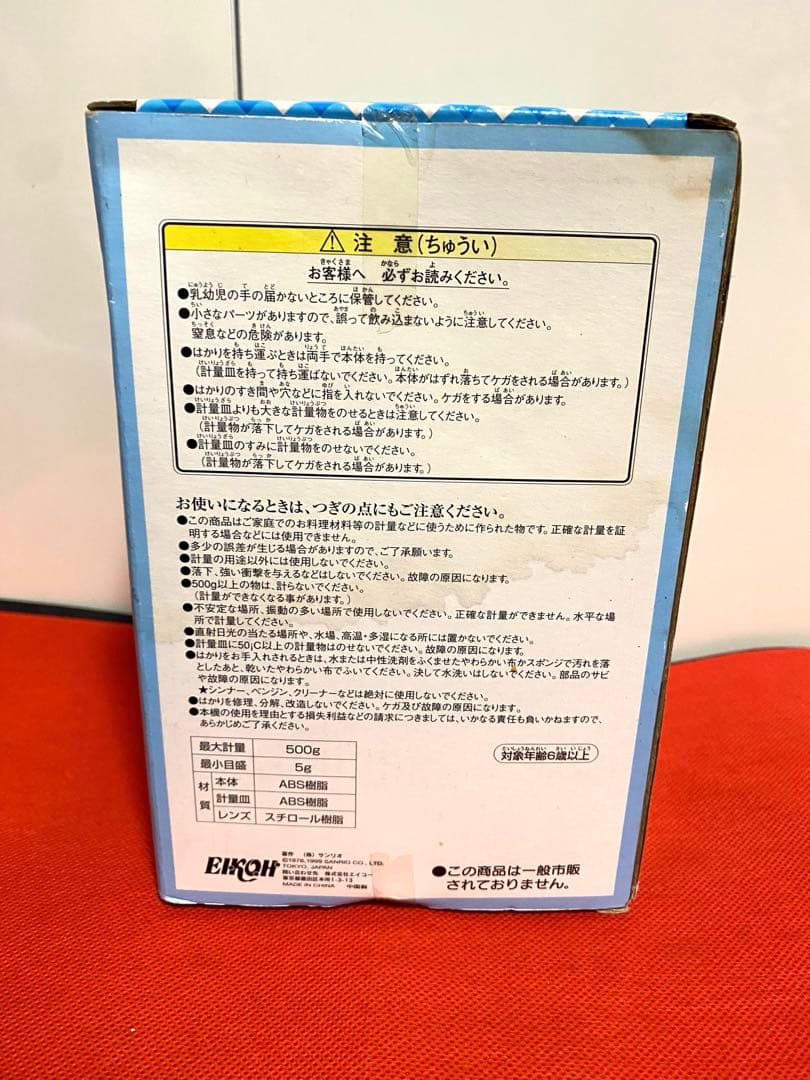 ⚠ 注意(ちゅうい)
お客様へ 必ずお読みください。
●乳幼児の手の届かないところに保管してください。
●小さなパーツがありますので、誤って飲み込まないように注意してください。
窒息などの危険があります。
●はかりを持ち運ぶときは両手で本体を持ってください。
(計量皿を持って持ち運ばないでください。本体がはずれ落ちてケガをされる場合があります。)
●はかりのすき間や穴などに指を入れないでください。ケガをする場合があります。
●計量皿よりも大きな計量物をのせるときは注意してください。
(計量物が落下してケガをされる場合があります。)
●計量皿のすみに計量物をのせないでください。
(計量物が落下してケガをされる場合があります。)
お使いになるときは、つぎの点にもご注意ください。
●この商品はご家庭でのお料理材料等の計量などに使うために作られた物です。正確な計量を証
明する場合などには使用できません。
●多少の誤差が生じる場合がありますので、ご了承願います。
●計量の用途以外には使用しないでください。
●落下、強い衝撃を与えるなどはしないでください。故障の原因になります。
●500g以上の物は、計らないでください。
(計量ができなくなる事があります。)
●不安定な場所、振動の多い場所で使用しないでください。正確な計量ができません。水平な場
所で計量してください。
●直射日光の当たる場所や、水場、高温・多湿になる所には置かないでください。
●計量皿に50¡C以上の計量物はのせないでください。故障の原因になります。
●はかりをお手入れされるときは、水または中性洗剤をふくませたやわらかい布かスポンジで汚れを落
としたあと、乾いたやわらかい布でふいてください。決して水洗いはしないでください。部品のサビ
や故障の原因になります。
★シンナー、ベンジン、クリーナーなどは絶対に使用しないでください。
●はかりを修理、分解、改造しないでください。ケガ及び故障の原因になります。
●本機の使用を理由とする損失利益などの請求につきましては、いかなる責任も負いかねますので、
あらかじめご了承ください。
最大計量 500g
最小目盛 5g
材質 本体 ABS樹脂
計量皿 ABS樹脂
レンズ スチロール樹脂
対象年齢6歳以上
EIKOH
著作 (株)サンリオ
©1976,1999 SANRIO CO., LTD.
TOKYO, JAPAN
問い合わせ先 株式会社エイコー
東京都墨田区本所1-3-13
MADE IN CHINA 中国製
●この商品は一般市販
されておりません。